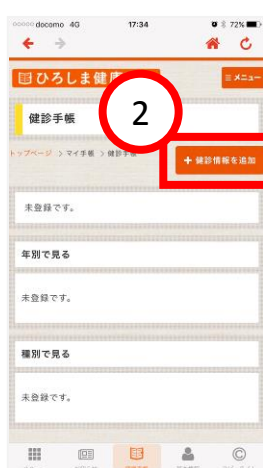 docomo 4G 17:34 72%
ひろしま健
≡ メニュー
2
健診手帳
トップページ > マイ手帳 > 健診手帳
+ 健診情報を追加
未登録です。
年別で見る
未登録です。
種別で見る
未登録です。